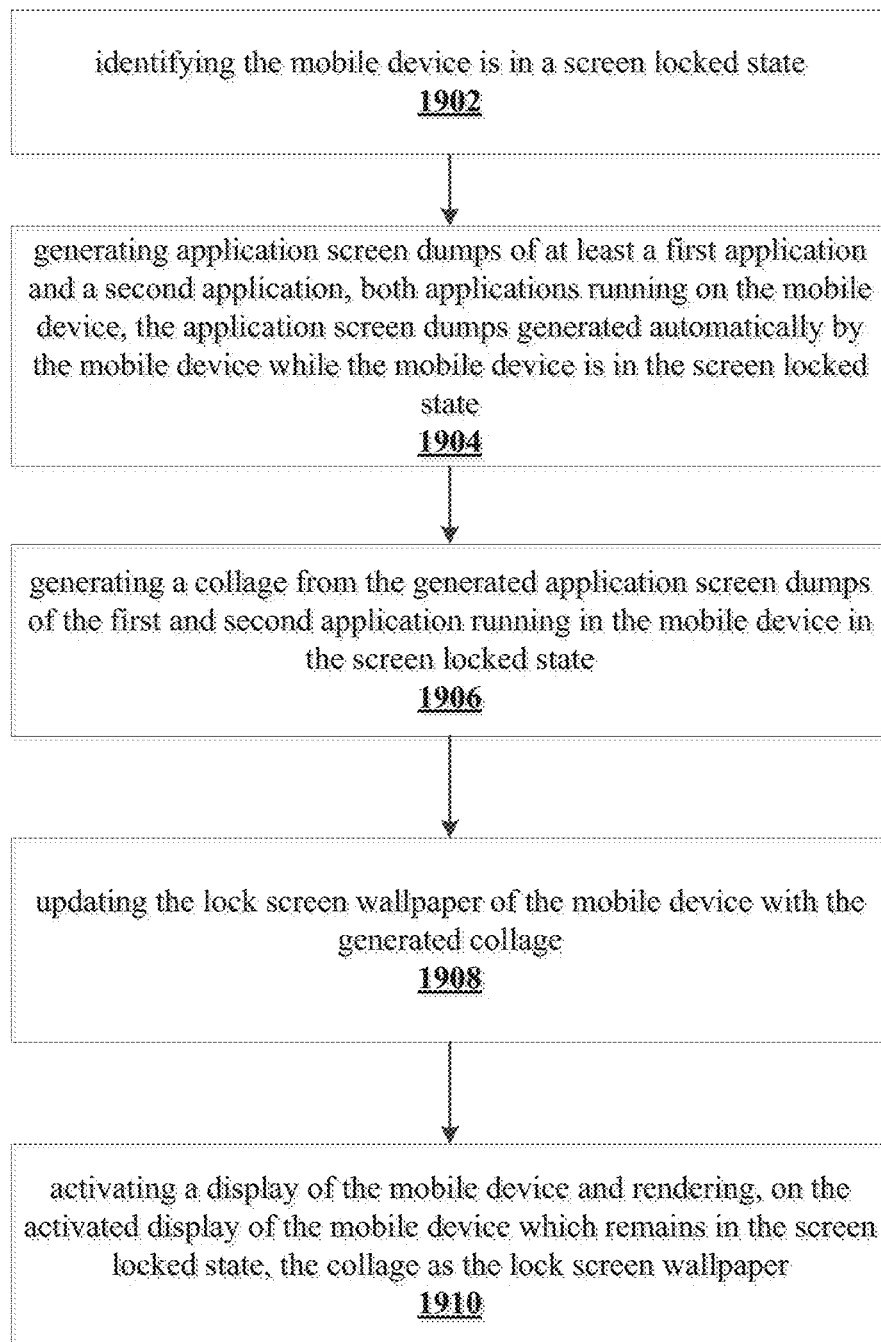 identifying the mobile device is in a screen locked state
1902
generating application screen dumps of at least a first application
and a second application, both applications running on the mobile
device, the application screen dumps generated automatically by
the mobile device while the mobile device is in the screen locked
state
1904
generating a collage from the generated application screen dumps
of the first and second application running in the mobile device in
the screen locked state
1906
updating the lock screen wallpaper of the mobile device with the
generated collage
1908
activating a display of the mobile device and rendering, on the
activated display of the mobile device which remains in the screen
locked state, the collage as the lock screen wallpaper
1910